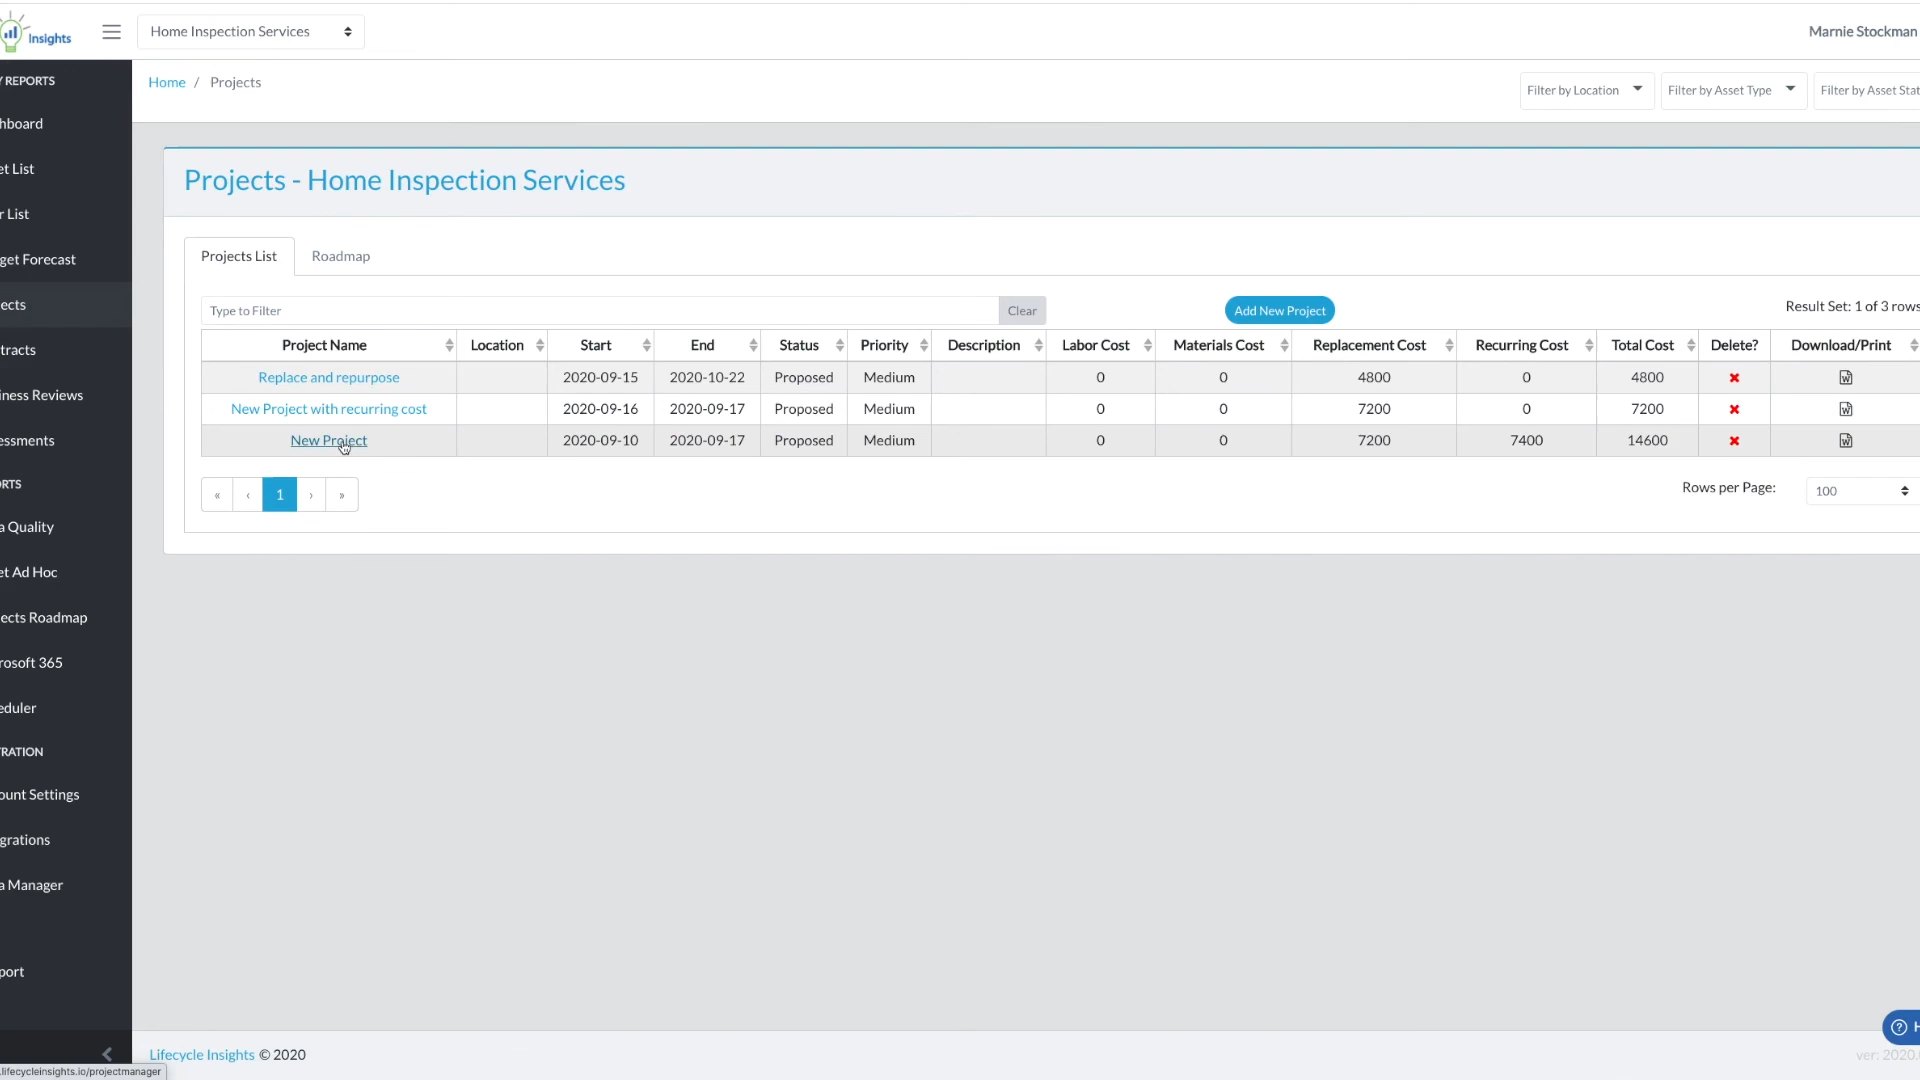 Insights
Home Inspection Services
Marnie Stockman
Y REPORTS
Home / Projects
Filter by Location
Filter by Asset Type
Filter by Asset Stat
hboard
et List
r List
get Forecast
ects
tracts
iness Reviews
essments
RTS
a Quality
et Ad Hoc
ects Roadmap
rosoft 365
eduler
RATION
ount Settings
grations
a Manager
port
Projects - Home Inspection Services
Projects List Roadmap
Type to Filter Clear Add New Project Result Set: 1 of 3 rows
Project Name Location Start End Status Priority Description Labor Cost Materials Cost Replacement Cost Recurring Cost Total Cost Delete? Download/Print
Replace and repurpose 2020-09-15 2020-10-22 Proposed Medium 0 0 4800 0 4800
New Project with recurring cost 2020-09-16 2020-09-17 Proposed Medium 0 0 7200 0 7200
New Project 2020-09-10 2020-09-17 Proposed Medium 0 0 7200 7400 14600
« ‹ 1 › » Rows per Page: 100
Lifecycle Insights © 2020
ver: 2020.
.lifecycleinsights.io/projectmanager